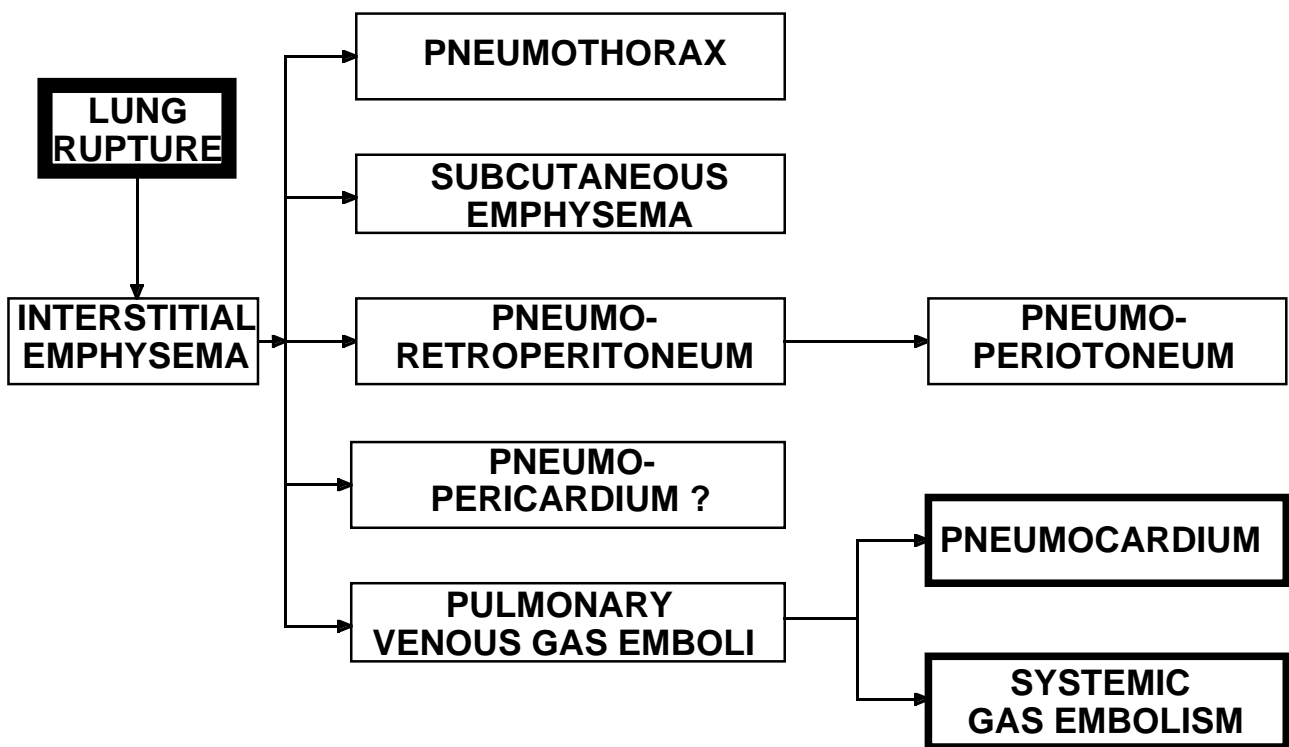 LUNG
RUPTURE
INTERSTITIAL
EMPHYSEMA
PNEUMOTHORAX
SUBCUTANEOUS
EMPHYSEMA
PNEUMO-
RETROPERITONEUM
PNEUMO-
PERIOTONEUM
PNEUMO-
PERICARDIUM ?
PULMONARY
VENOUS GAS EMBOLI
PNEUMOCARDIUM
SYSTEMIC
GAS EMBOLISM